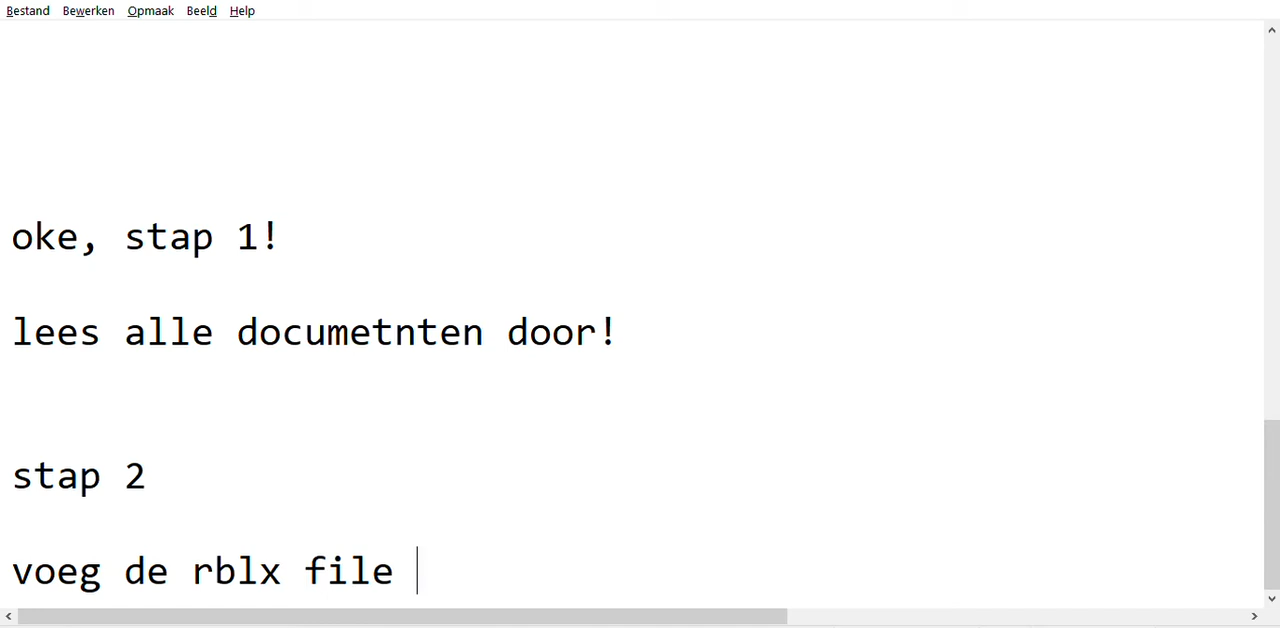 Bestand Bewerken Opmaak Beeld Help
oke, stap 1!
lees alle documetnten door!
stap 2
voeg de rblx file